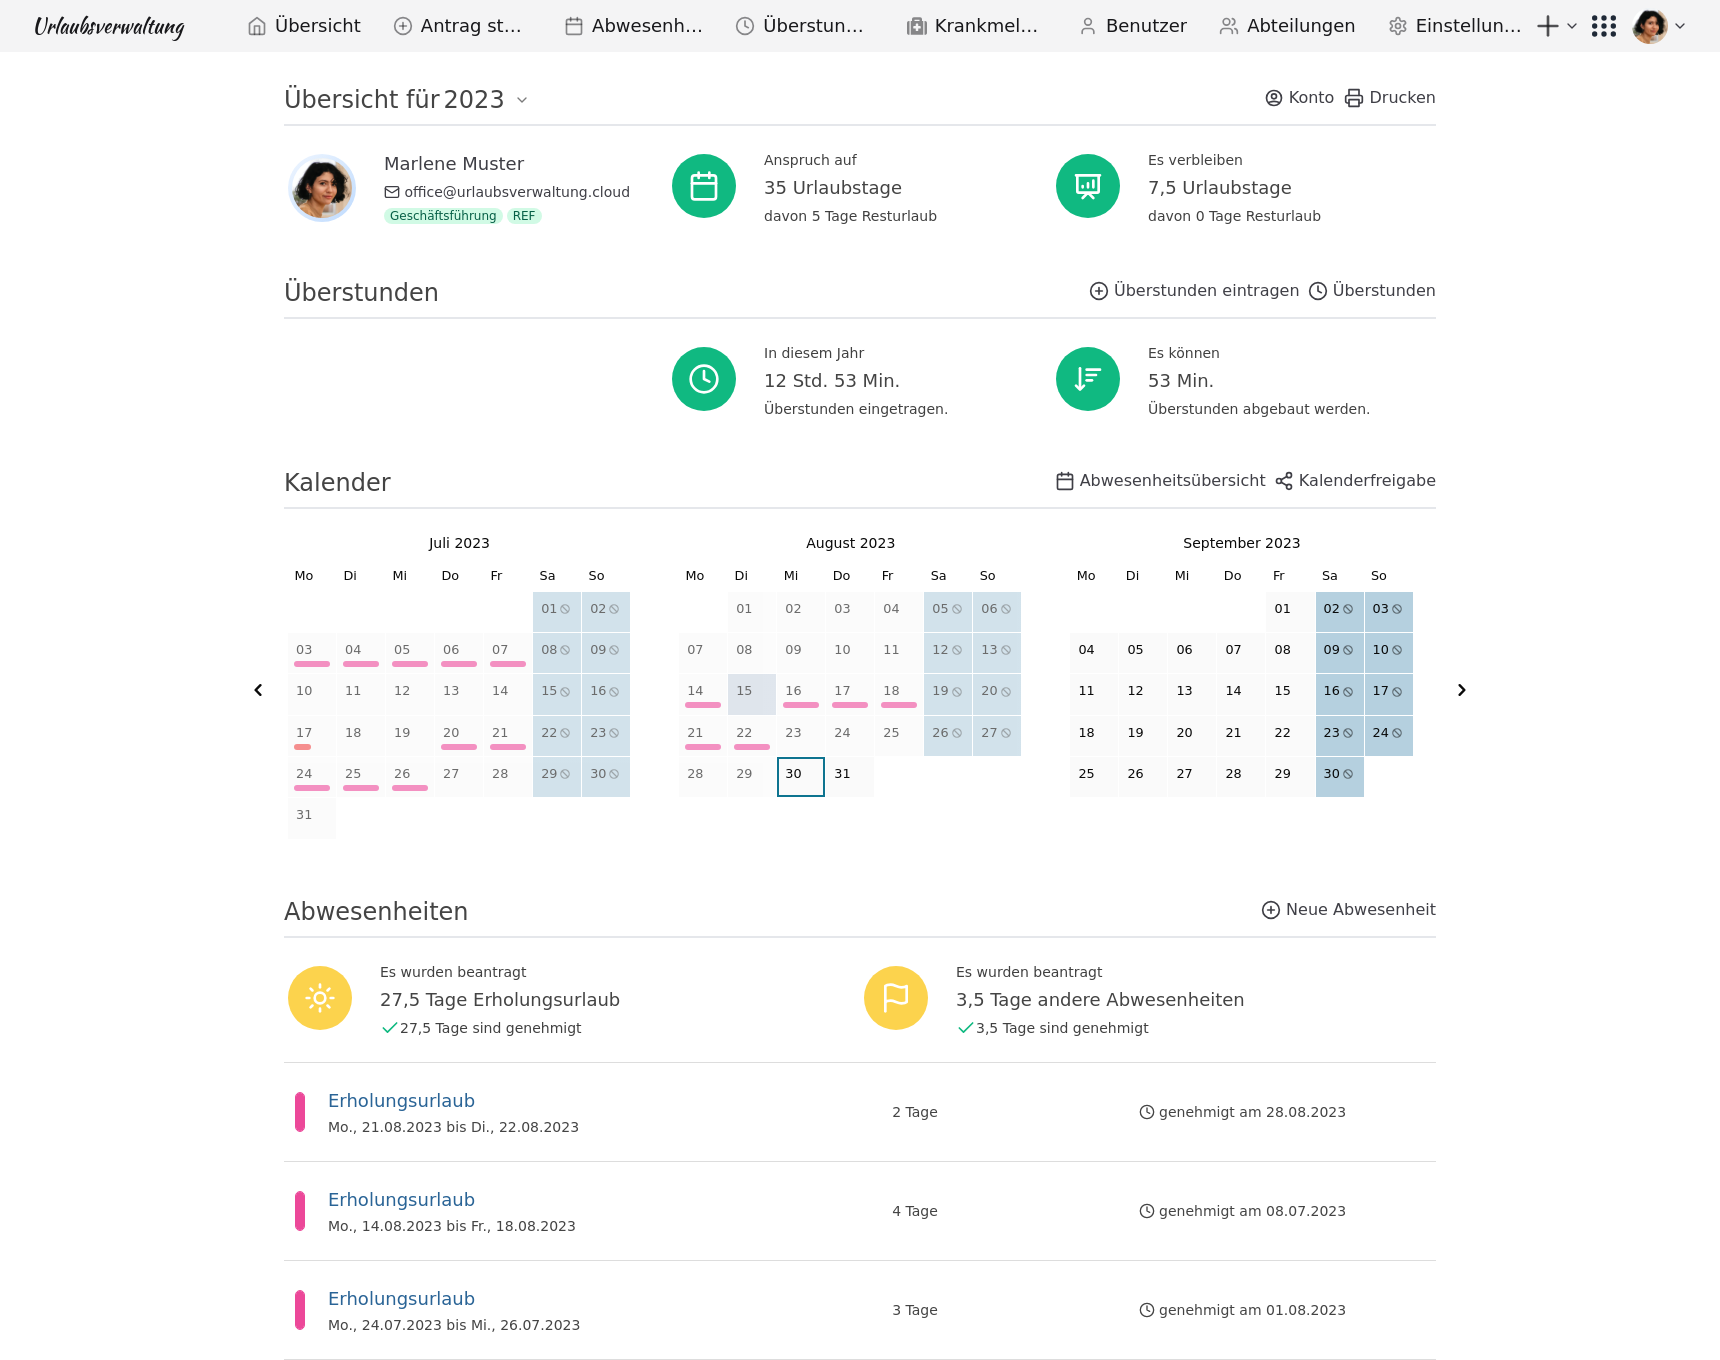 Urlaubsverwaltung Übersicht Antrag st... Abwesenh... Überstun... Krankmel... Benutzer Abteilungen Einstellun...
Übersicht für 2023 Konto Drucken
Marlene Muster
office@urlaubsverwaltung.cloud
Geschäftsführung REF
Anspruch auf
35 Urlaubstage
davon 5 Tage Resturlaub
Es verbleiben
7,5 Urlaubstage
davon 0 Tage Resturlaub
Überstunden Überstunden eintragen Überstunden
In diesem Jahr
12 Std. 53 Min.
Überstunden eingetragen.
Es können
53 Min.
Überstunden abgebaut werden.
Kalender Abwesenheitsübersicht Kalenderfreigabe
Juli 2023
Mo Di Mi Do Fr Sa So
01 02
03 04 05 06 07 08 09
10 11 12 13 14 15 16
17 18 19 20 21 22 23
24 25 26 27 28 29 30
31
August 2023
Mo Di Mi Do Fr Sa So
01 02 03 04 05 06
07 08 09 10 11 12 13
14 15 16 17 18 19 20
21 22 23 24 25 26 27
28 29 30 31
September 2023
Mo Di Mi Do Fr Sa So
01 02 03
04 05 06 07 08 09 10
11 12 13 14 15 16 17
18 19 20 21 22 23 24
25 26 27 28 29 30
Abwesenheiten Neue Abwesenheit
Es wurden beantragt
27,5 Tage Erholungsurlaub
27,5 Tage sind genehmigt
Es wurden beantragt
3,5 Tage andere Abwesenheiten
3,5 Tage sind genehmigt
Erholungsurlaub
Mo., 21.08.2023 bis Di., 22.08.2023
2 Tage
genehmigt am 28.08.2023
Erholungsurlaub
Mo., 14.08.2023 bis Fr., 18.08.2023
4 Tage
genehmigt am 08.07.2023
Erholungsurlaub
Mo., 24.07.2023 bis Mi., 26.07.2023
3 Tage
genehmigt am 01.08.2023